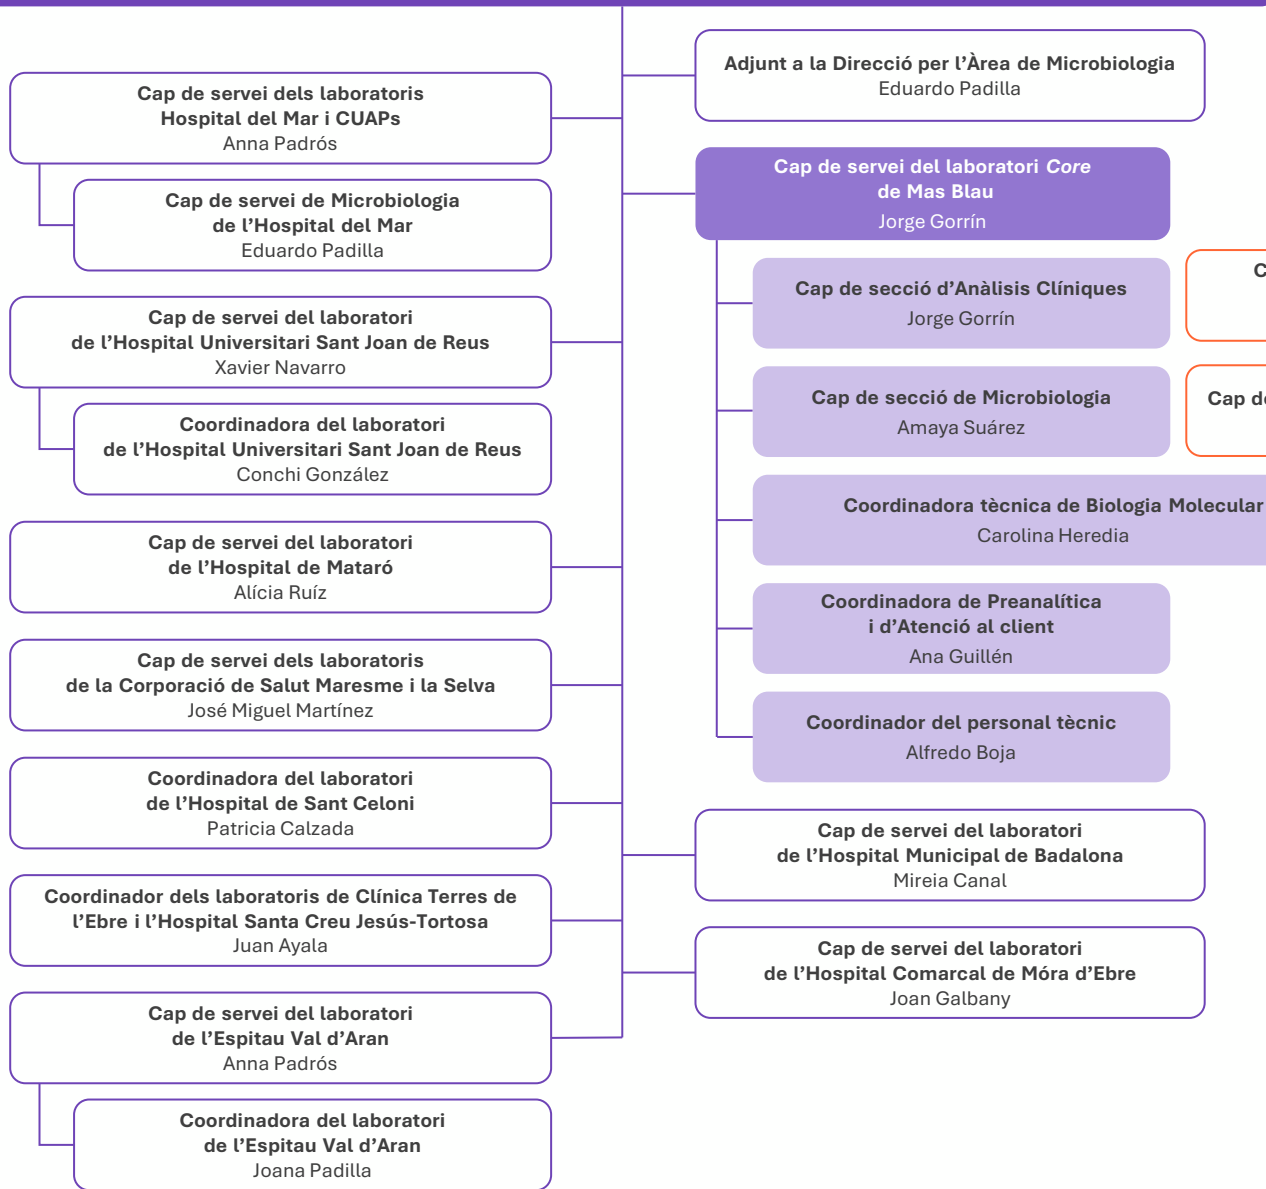 Cap de servei dels laboratoris
Hospital del Mar i CUAPs
Anna Padrós
Cap de servei de Microbiologia
de l’Hospital del Mar
Eduardo Padilla
Cap de servei del laboratori
de l’Hospital Universitari Sant Joan de Reus
Xavier Navarro
Coordinadora del laboratori
de l’Hospital Universitari Sant Joan de Reus
Conchi González
Cap de servei del laboratori
de l’Hospital de Mataró
Alícia Ruíz
Cap de servei dels laboratoris
de la Corporació de Salut Maresme i la Selva
José Miguel Martínez
Coordinadora del laboratori
de l’Hospital de Sant Celoni
Patricia Calzada
Coordinador dels laboratoris de Clínica Terres de
l’Ebre i l’Hospital Santa Creu Jesús-Tortosa
Juan Ayala
Cap de servei del laboratori
de l’Espitau Val d’Aran
Anna Padrós
Coordinadora del laboratori
de l’Espitau Val d’Aran
Joana Padilla
Adjunt a la Direcció per l’Àrea de Microbiologia
Eduardo Padilla
Cap de servei del laboratori Core
de Mas Blau
Jorge Gorrín
Cap de secció d’Anàlisis Clíniques
Jorge Gorrín
C
Cap de secció de Microbiologia
Amaya Suárez
Cap de
Coordinadora tècnica de Biologia Molecular
Carolina Heredia
Coordinadora de Preanalítica
i d’Atenció al client
Ana Guillén
Coordinador del personal tècnic
Alfredo Boja
Cap de servei del laboratori
de l’Hospital Municipal de Badalona
Mireia Canal
Cap de servei del laboratori
de l’Hospital Comarcal de Móra d’Ebre
Joan Galbany